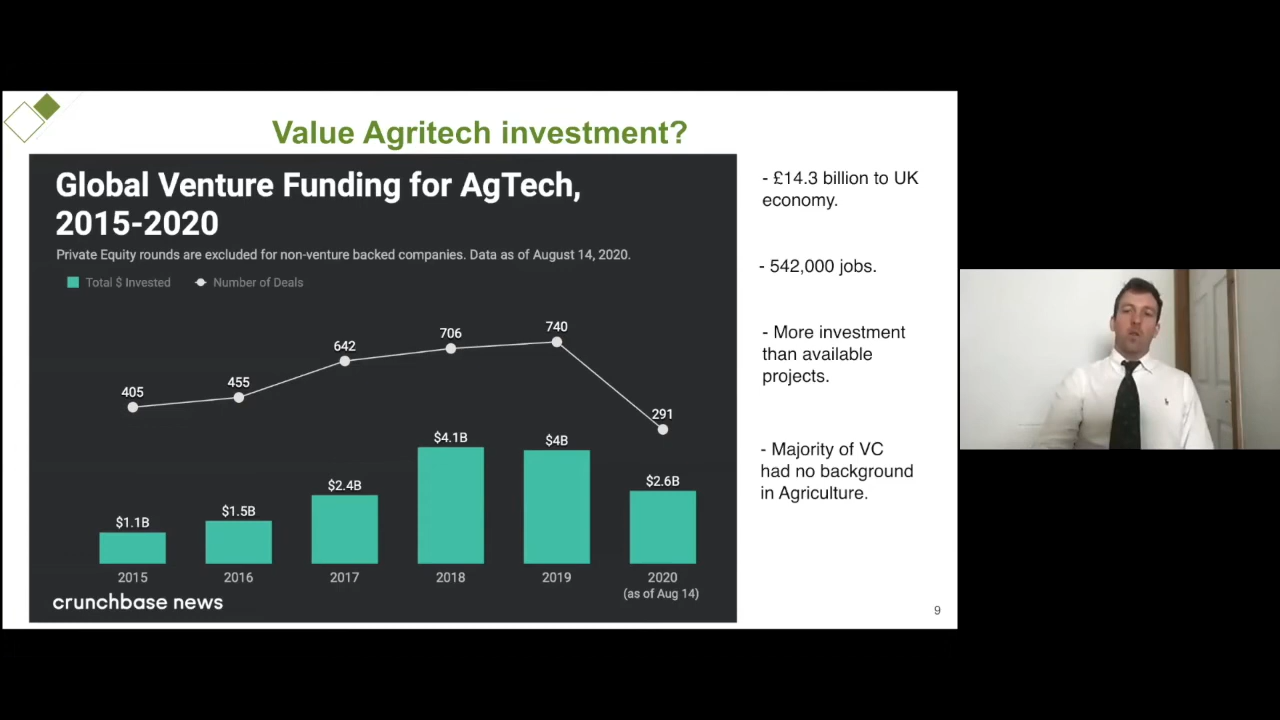 Value Agritech investment?
Global Venture Funding for AgTech,
2015-2020
Private Equity rounds are excluded for non-venture backed companies. Data as of August 14, 2020.
Total $ Invested
Number of Deals
405
455
642
706
740
291
$1.1B
$1.5B
$2.4B
$4.1B
$4B
$2.6B
2015
2016
2017
2018
2019
2020
(as of Aug 14)
crunchbase news
- £14.3 billion to UK
economy.
- 542,000 jobs.
- More investment
than available
projects.
- Majority of VC
had no background
in Agriculture.
9